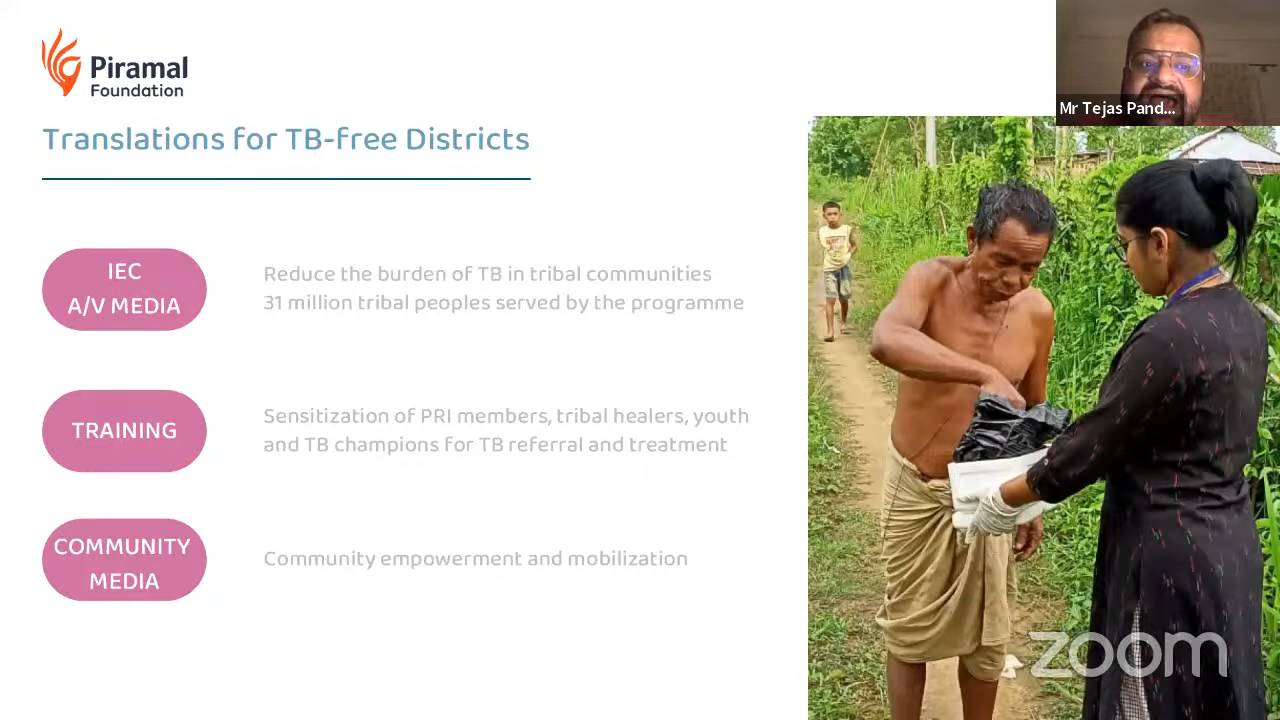 Piramal
Foundation
Mr Tejas Pand...
Translations for TB-free Districts
IEC
A/V MEDIA
Reduce the burden of TB in tribal communities
31 million tribal peoples served by the programme
TRAINING
Sensitization of PRI members, tribal healers, youth
and TB champions for TB referral and treatment
COMMUNITY
MEDIA
Community empowerment and mobilization
zoom